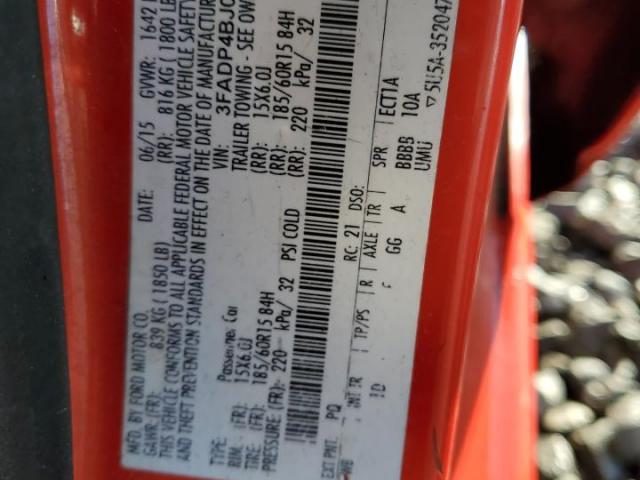 MFD. BY FORD MOTOR CO.
DATE: 06/15 GVWR: 1642
GAWR (FR): 839 KG ( 1850 LB) (RR): 816 KG ( 1800 LB
THIS VEHICLE CONFORMS TO ALL APPLICABLE FEDERAL MOTOR VEHICLE SAFETY
AND THEFT PREVENTION STANDARDS IN EFFECT ON THE DATE OF MANUFACTURE
VIN: 3FADP4BJ
TYPE: Passenger Car TRAILER TOWING - SEE OW
RIM: (FR): 15X6.0J (RR): 15X6.0J
TIRE: (FR): 185/60R15 84H (RR): 185/60R15 84H
PRESSURE: (FR): 220 kPa/ 32 PSI COLD (RR): 220 kPa/ 32
EXT PNT: PQ RC: 21 DSO:
WB INT TR TP/PS R AXLE TR SPR ECT1A
ID F GG A BBBB 10A
UMU ▽5U5A-35204